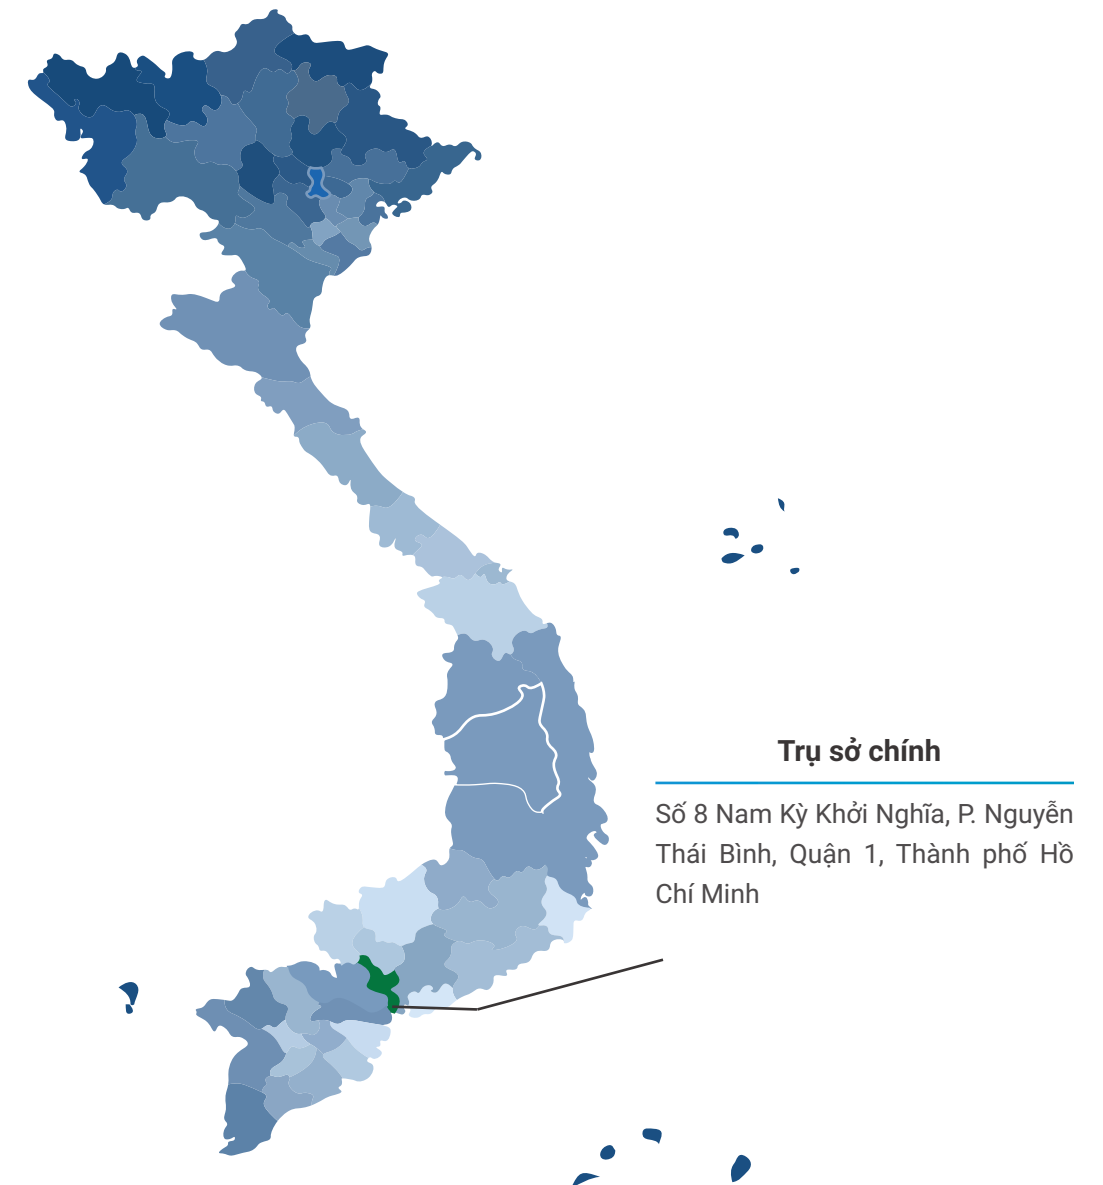 Trụ sở chính
Số 8 Nam Kỳ Khởi Nghĩa, P. Nguyễn
Thái Bình, Quận 1, Thành phố Hồ
Chí Minh